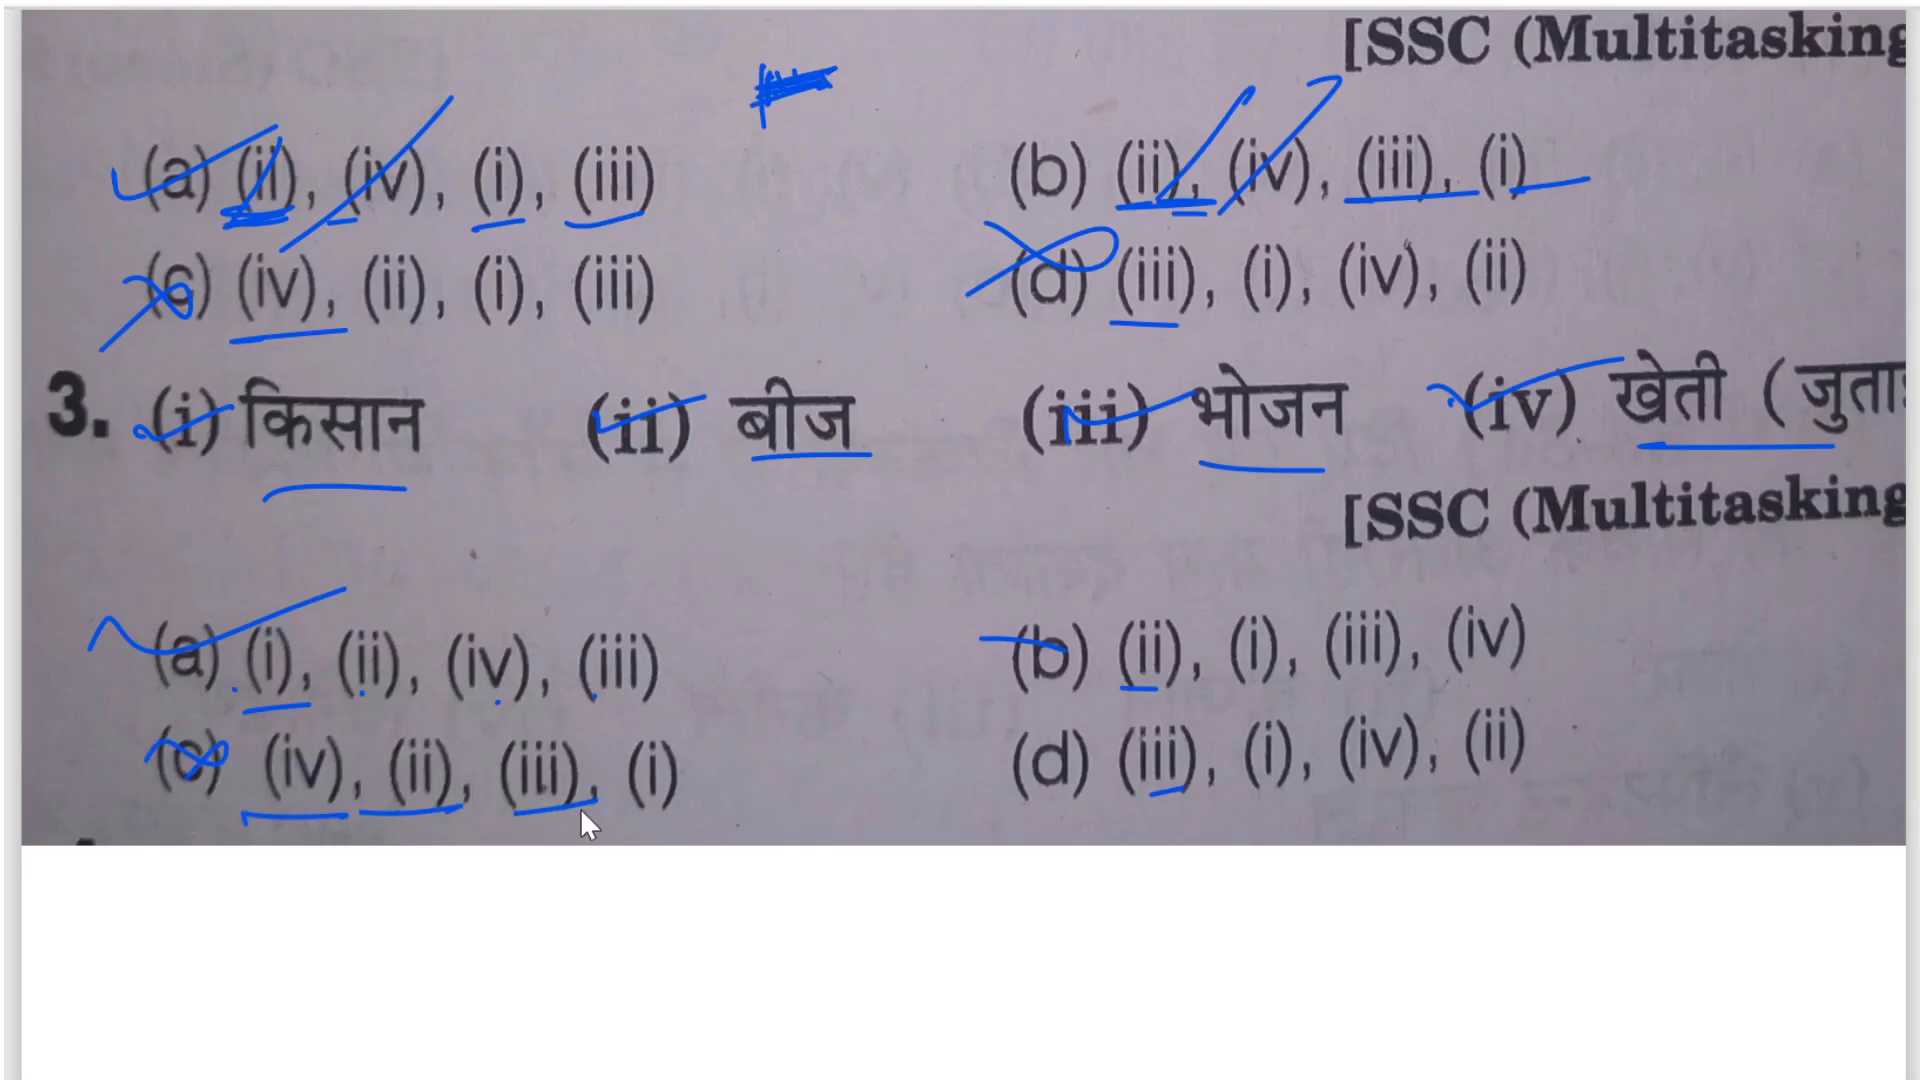 [SSC (Multitasking
(a) (ii), (iv), (i), (iii) (b) (ii), (iv), (iii), (i)
(c) (iv), (ii), (i), (iii) (d) (iii), (i), (iv), (ii)
3. (i) किसान (ii) बीज (iii) भोजन (iv) खेती ( जुता
[SSC (Multitasking
(a) (i), (ii), (iv), (iii) (b) (ii), (i), (iii), (iv)
(c) (iv), (ii), (iii), (i) (d) (iii), (i), (iv), (ii)